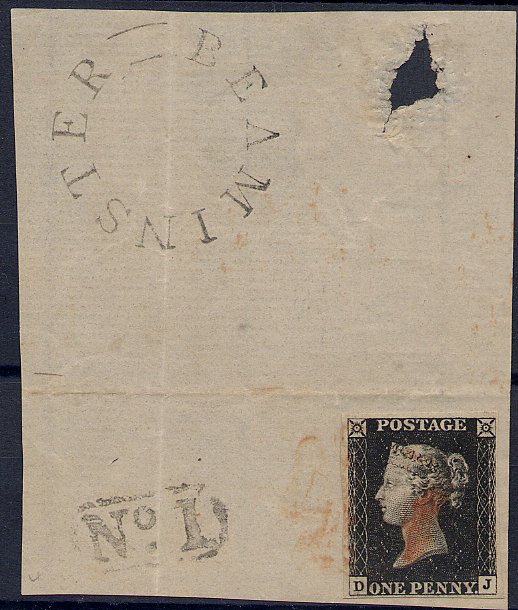 BEAMINSTER
No. 1
POSTAGE
D ONE PENNY. J